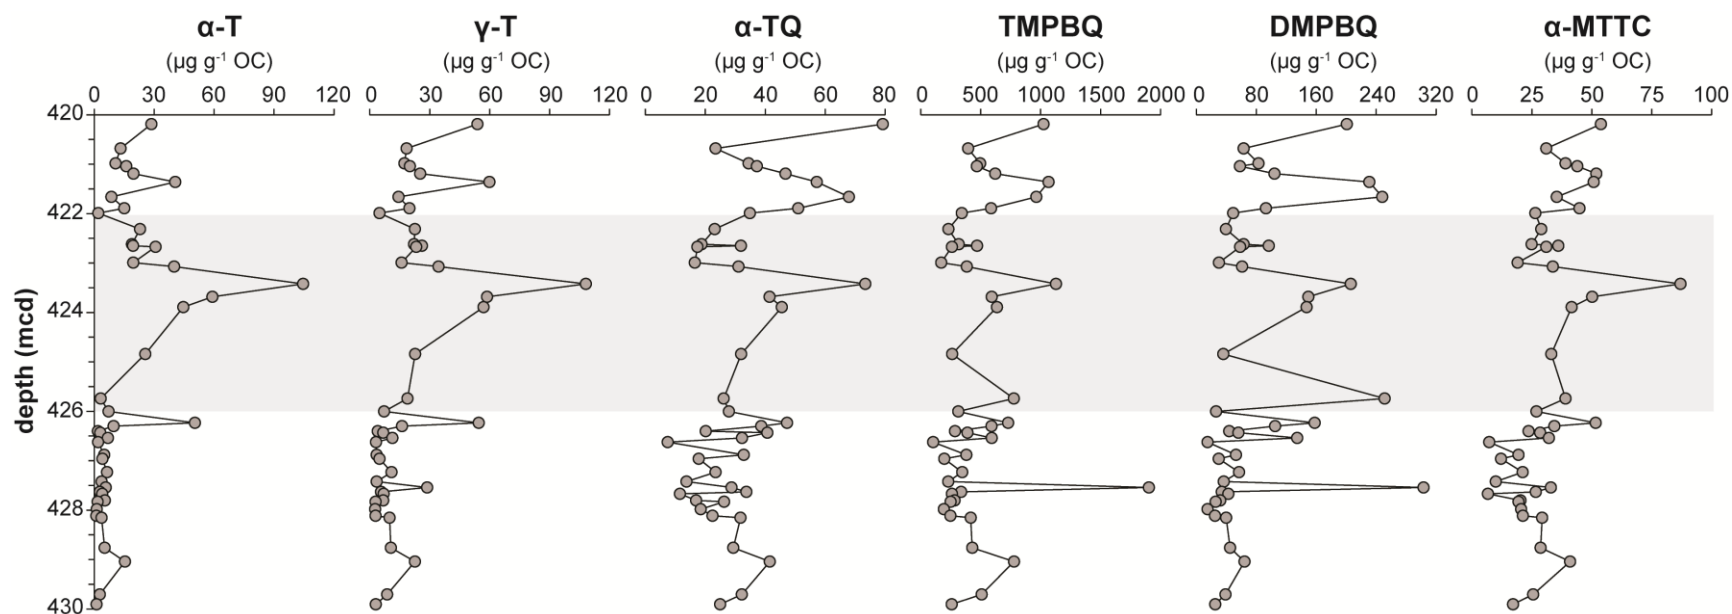 α-T γ-T α-TQ TMPBQ DMPBQ α-MTTC
(µg g⁻¹ OC) (µg g⁻¹ OC) (µg g⁻¹ OC) (µg g⁻¹ OC) (µg g⁻¹ OC) (µg g⁻¹ OC)
0 30 60 90 120 0 30 60 90 120 0 20 40 60 80 0 500 1000 1500 2000 0 80 160 240 320 0 25 50 75 100
420
422
424
426
428
430
depth (mcd)